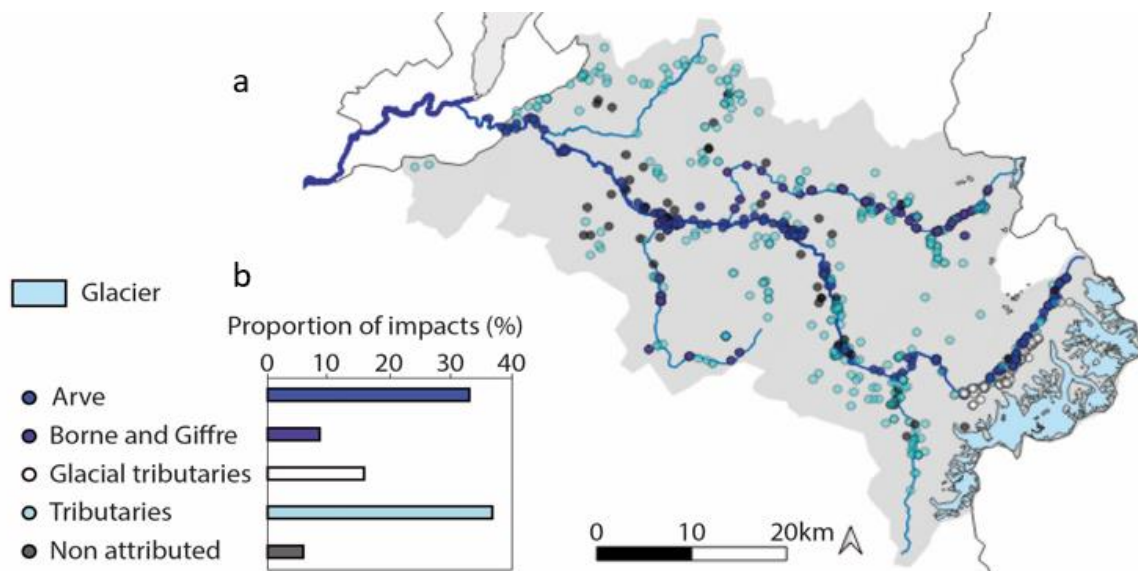 a
b
Glacier
Proportion of impacts (%)
0 10 20 30 40
Arve
Borne and Giffre
Glacial tributaries
Tributaries
Non attributed
0 10 20km